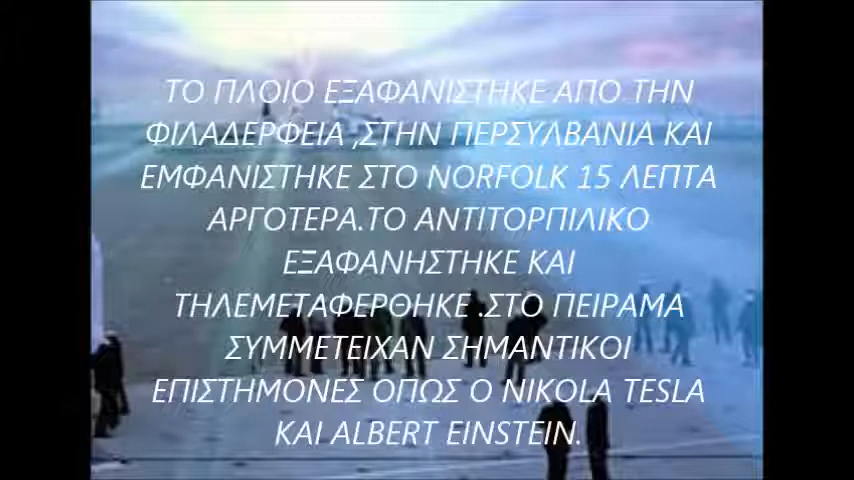 ΤΟ ΠΛΟΙΟ ΕΞΑΦΑΝΙΣΤΗΚΕ ΑΠΟ ΤΗΝ
ΦΙΛΑΔΕΡΦΕΙΑ ,ΣΤΗΝ ΠΕΡΣΥΛΒΑΝΙΑ ΚΑΙ
ΕΜΦΑΝΙΣΤΗΚΕ ΣΤΟ NORFOLK 15 ΛΕΠΤΑ
ΑΡΓΟΤΕΡΑ.ΤΟ ΑΝΤΙΤΟΡΠΙΛΙΚΟ
ΕΞΑΦΑΝΗΣΤΗΚΕ ΚΑΙ
ΤΗΛΕΜΕΤΑΦΕΡΘΗΚΕ .ΣΤΟ ΠΕΙΡΑΜΑ
ΣΥΜΜΕΤΕΙΧΑΝ ΣΗΜΑΝΤΙΚΟΙ
ΕΠΙΣΤΗΜΟΝΕΣ ΟΠΩΣ Ο NIKOLA TESLA
ΚΑΙ ALBERT EINSTEIN.